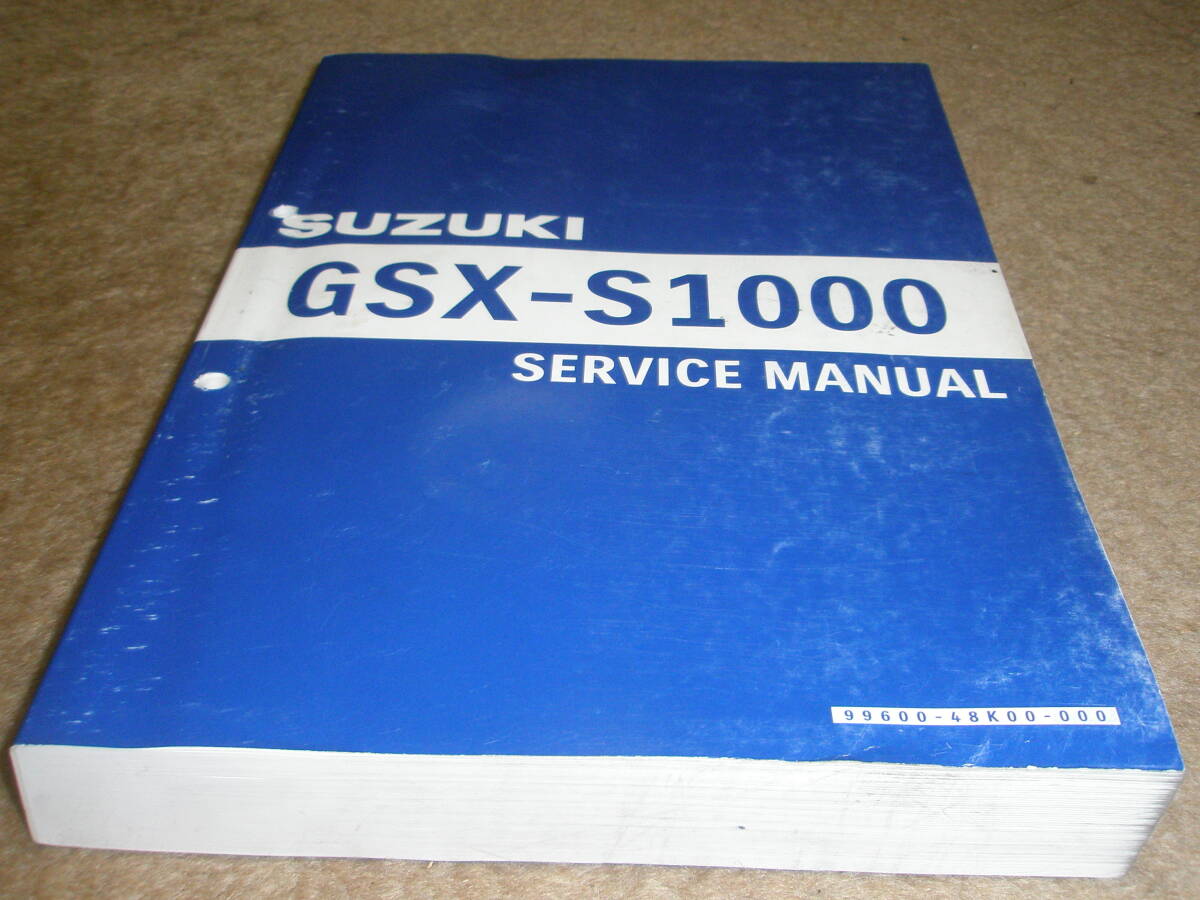 SUZUKI
GSX-S1000
SERVICE MANUAL
99600-48K00-000